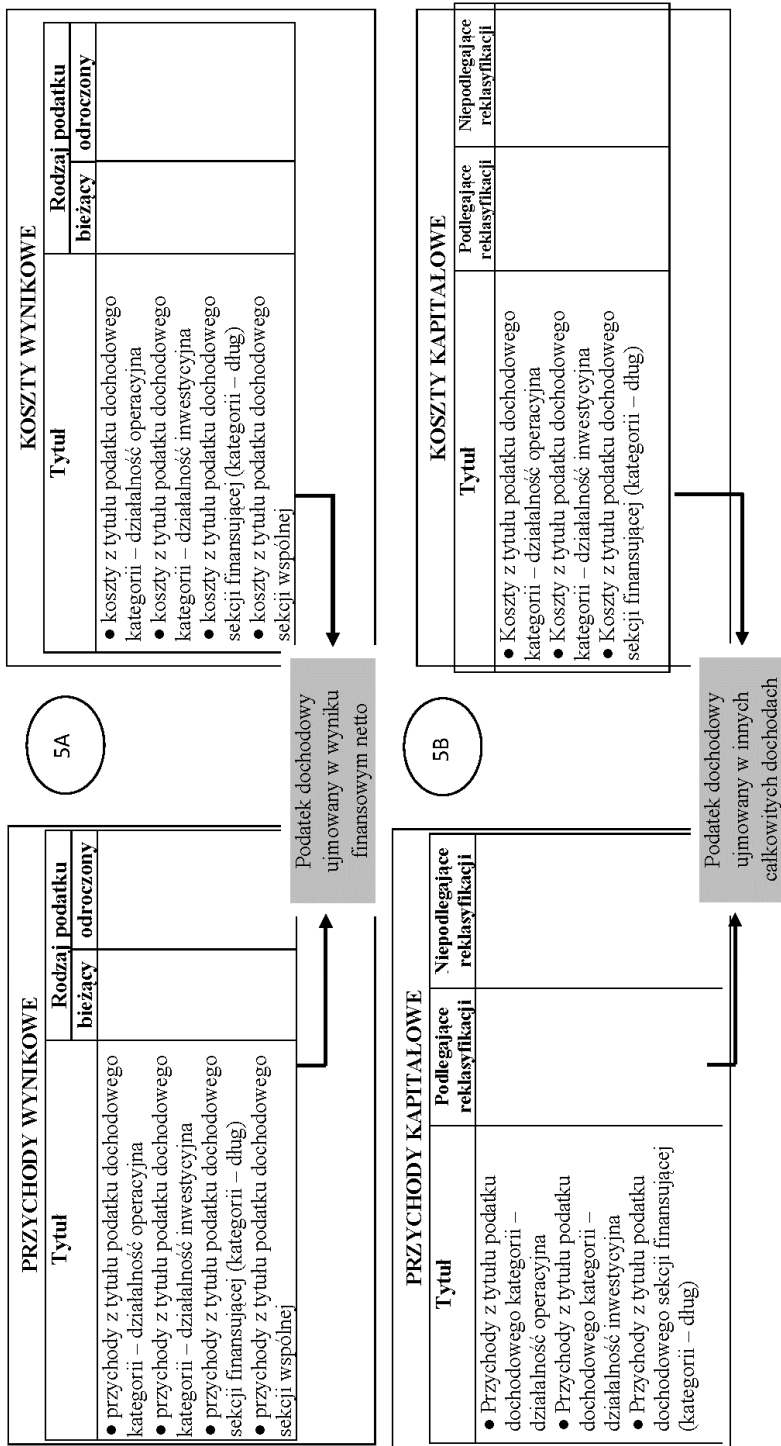 PRZYCHODY WYNIKOWE
Tytuł
Rodzaj podatku
bieżący
odroczony
● przychody z tytułu podatku dochodowego
kategorii – działalność operacyjna
● przychody z tytułu podatku dochodowego
kategorii – działalność inwestycyjna
● przychody z tytułu podatku dochodowego
sekcji finansującej (kategorii – dług)
● przychody z tytułu podatku dochodowego
sekcji wspólnej
5A
KOSZTY WYNIKOWE
Tytuł
Rodzaj podatku
bieżący
odroczony
● koszty z tytułu podatku dochodowego
kategorii – działalność operacyjna
● koszty z tytułu podatku dochodowego
kategorii – działalność inwestycyjna
● koszty z tytułu podatku dochodowego
sekcji finansującej (kategorii – dług)
● koszty z tytułu podatku dochodowego
sekcji wspólnej
Podatek dochodowy
ujmowany w wyniku
finansowym netto
PRZYCHODY KAPITAŁOWE
Tytuł
Podlegające
reklasyfikacji
Niepodlegające
reklasyfikacji
● Przychody z tytułu podatku
dochodowego kategorii –
działalność operacyjna
● Przychody z tytułu podatku
dochodowego kategorii –
działalność inwestycyjna
● Przychody z tytułu podatku
dochodowego sekcji finansującej
(kategorii – dług)
5B
KOSZTY KAPITAŁOWE
Tytuł
Podlegające
reklasyfikacji
Niepodlegające
reklasyfikacji
● Koszty z tytułu podatku dochodowego
kategorii – działalność operacyjna
● Koszty z tytułu podatku dochodowego
kategorii – działalność inwestycyjna
● Koszty z tytułu podatku dochodowego
sekcji finansującej (kategorii – dług)
Podatek dochodowy
ujmowany w innych
całkowitych dochodach